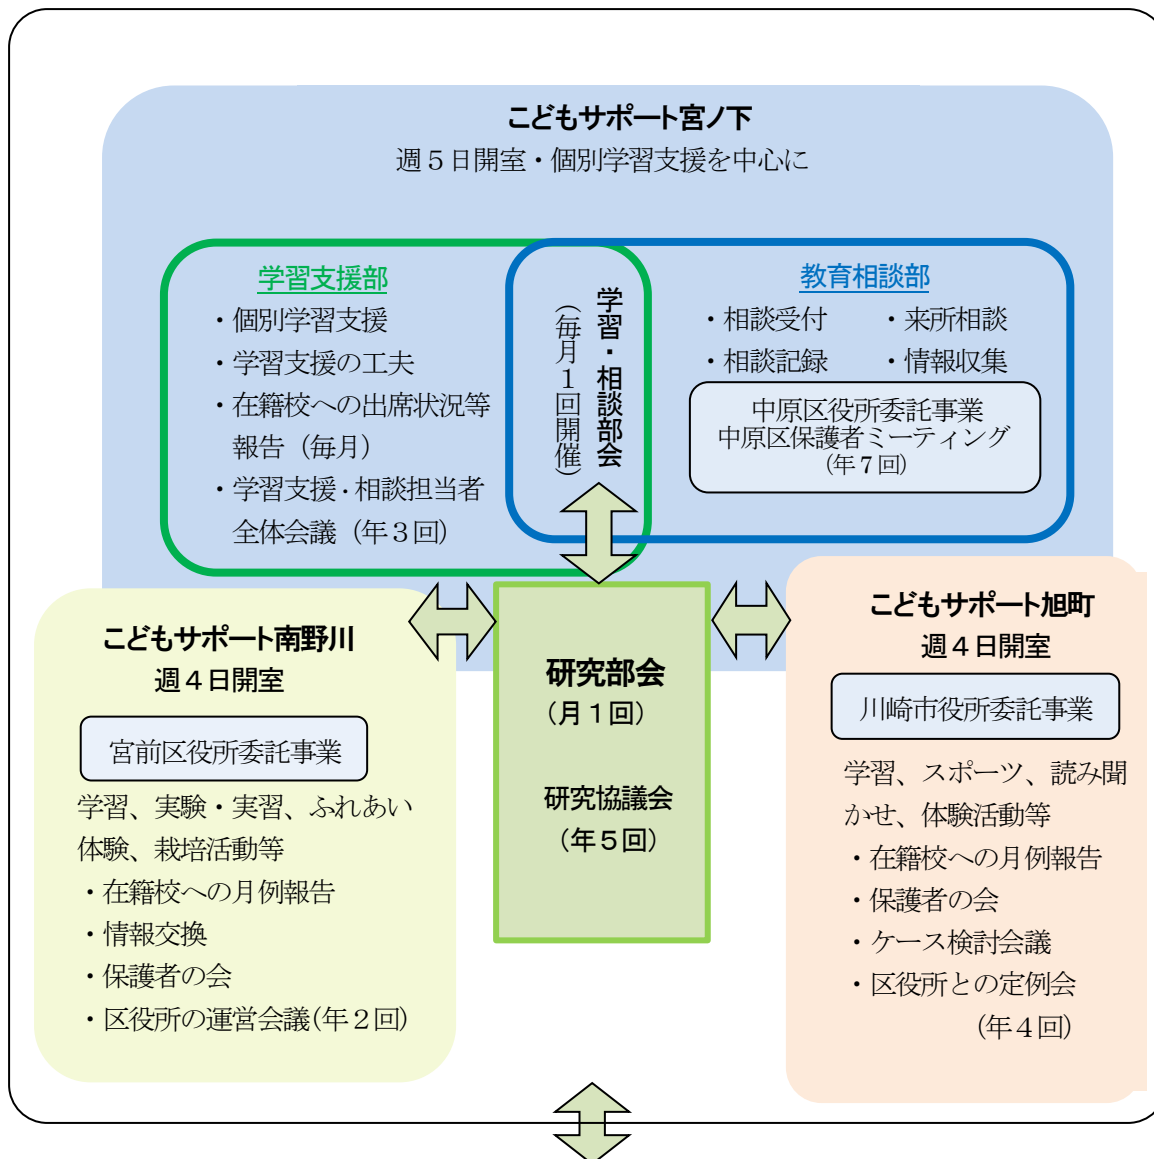 こどもサポート宮ノ下
週５日開室・個別学習支援を中心に
学習支援部
・個別学習支援
・学習支援の工夫
・在籍校への出席状況等
報告（毎月）
・学習支援・相談担当者
全体会議（年３回）
学習・相談部会
（毎月１回開催）
教育相談部
・相談受付　・来所相談
・相談記録　・情報収集
中原区役所委託事業
中原区保護者ミーティング
(年７回)
こどもサポート南野川
週４日開室
宮前区役所委託事業
学習、実験・実習、ふれあい
体験、栽培活動等
・在籍校への月例報告
・情報交換
・保護者の会
・区役所の運営会議(年２回)
研究部会
（月１回）
研究協議会
（年５回）
こどもサポート旭町
週４日開室
川崎市役所委託事業
学習、スポーツ、読み聞
かせ、体験活動等
・在籍校への月例報告
・保護者の会
・ケース検討会議
・区役所との定例会
(年４回)